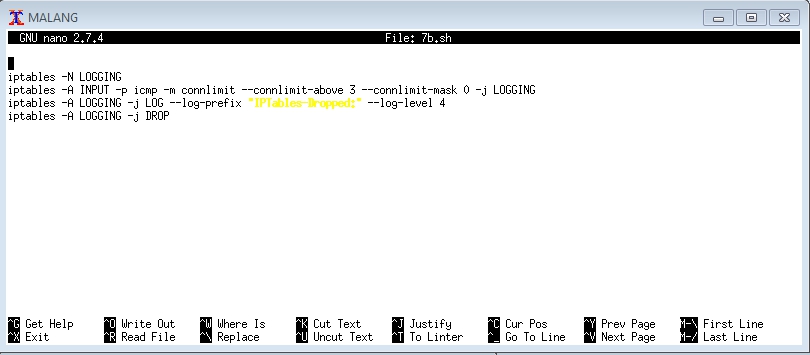 MALANG
GNU nano 2.7.4 File: 7b.sh
iptables -N LOGGING
iptables -A INPUT -p icmp -m connlimit --connlimit-above 3 --connlimit-mask 0 -j LOGGING
iptables -A LOGGING -j LOG --log-prefix "IPTables-Dropped:" --log-level 4
iptables -A LOGGING -j DROP
^G Get Help ^O Write Out ^W Where Is ^K Cut Text ^J Justify ^C Cur Pos ^Y Prev Page M-\ First Line
^X Exit ^R Read File ^\ Replace ^U Uncut Text ^T To Linter ^_ Go To Line ^V Next Page M-/ Last Line